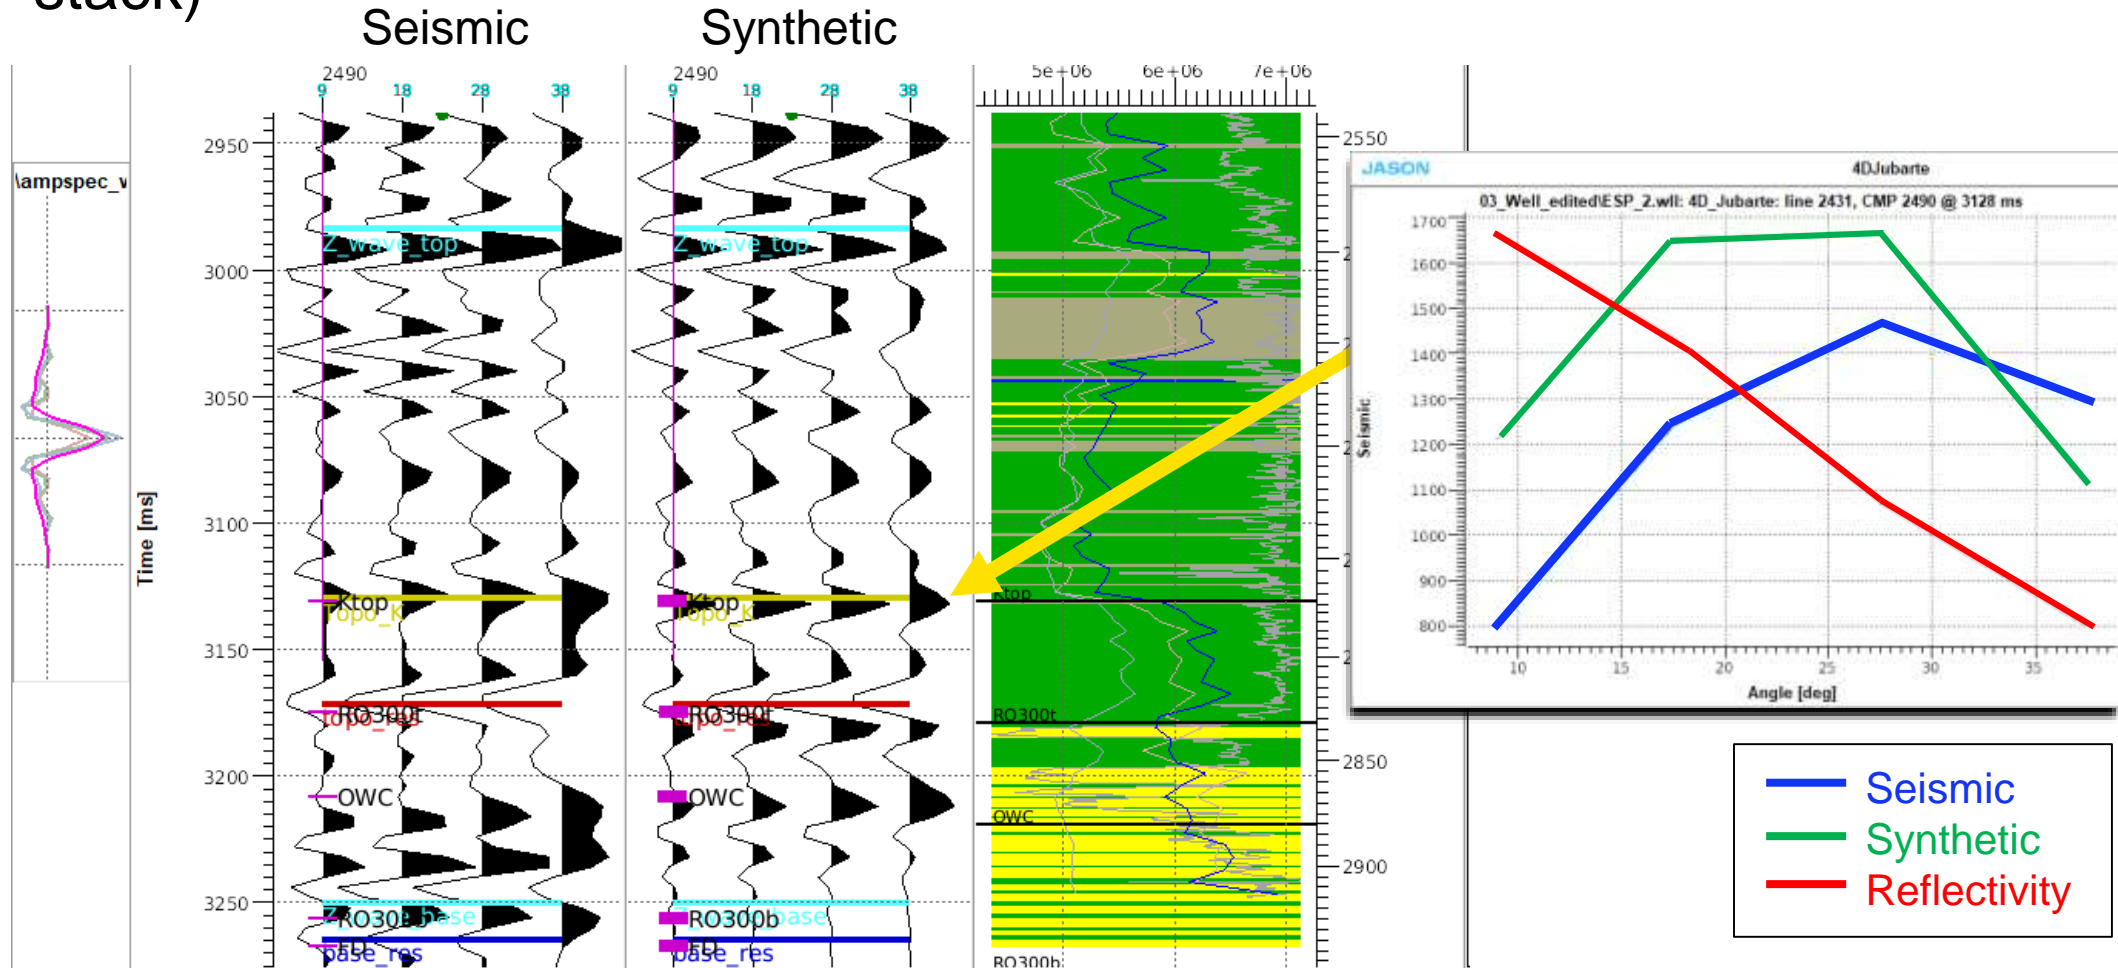 stack)
Seismic
Synthetic
2490
9 18 28 38
2490
9 18 28 38
5e+06 6e+06 7e+06
\ampspec_v
Time [ms]
2950
3000
3050
3100
3150
3200
3250
Z_wave_top
Ktop
Topo_K
RO300t
topo_res
OWC
RO300b
base_res
Z_wave_top
Ktop
RO300t
OWC
RO300b
base_res
Ktop
RO300t
OWC
RO300b
2550
2850
2900
JASON
4DJubarte
03_Well_edited\ESP_2.wll: 4D_Jubarte: line 2431, CMP 2490 @ 3128 ms
Seismic
1700
1600
1500
1400
1300
1200
1100
1000
900
800
10 15 20 25 30 35
Angle [deg]
Seismic
Synthetic
Reflectivity